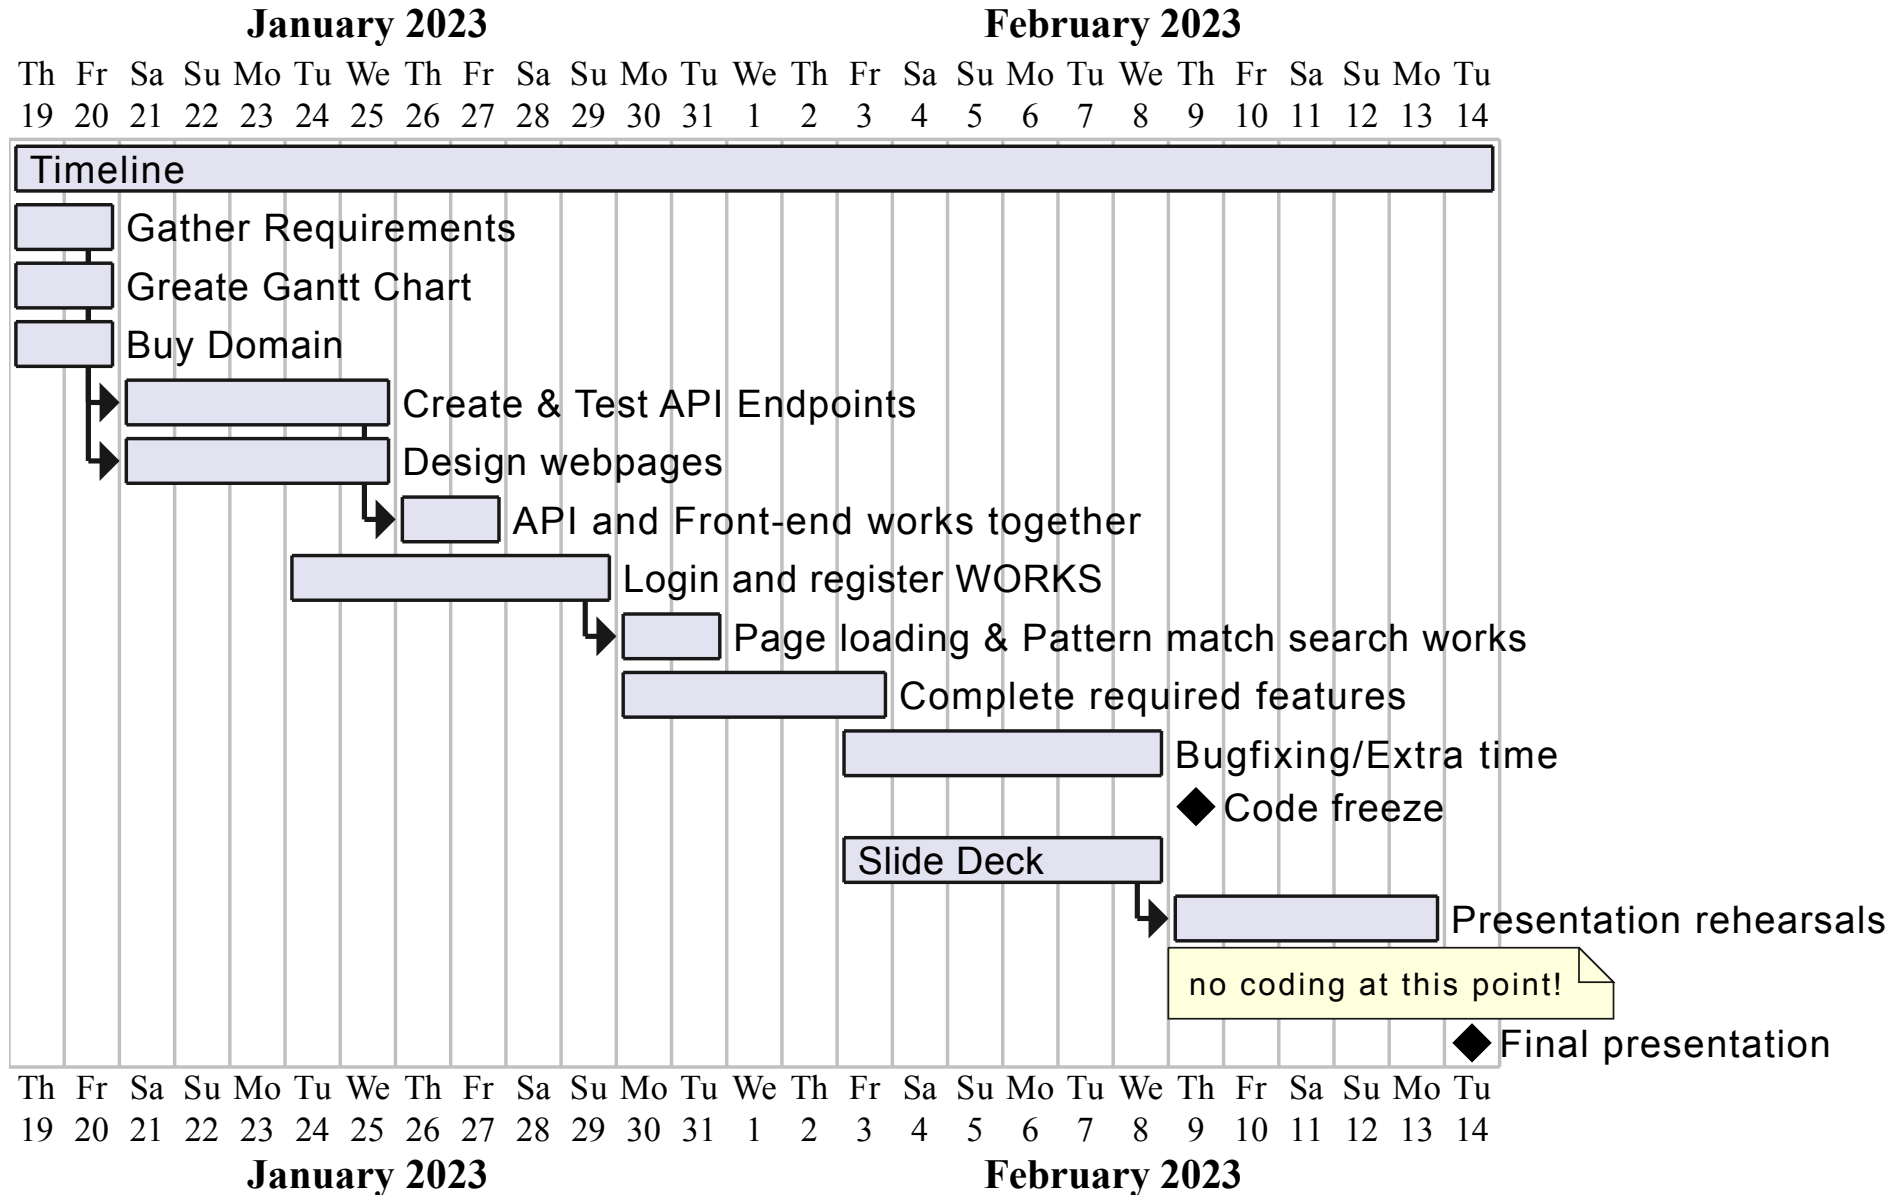 January 2023 February 2023
Th Fr Sa Su Mo Tu We Th Fr Sa Su Mo Tu We Th Fr Sa Su Mo Tu We Th Fr Sa Su Mo Tu
19 20 21 22 23 24 25 26 27 28 29 30 31 1 2 3 4 5 6 7 8 9 10 11 12 13 14
Timeline
Gather Requirements
Greate Gantt Chart
Buy Domain
Create & Test API Endpoints
Design webpages
API and Front-end works together
Login and register WORKS
Page loading & Pattern match search works
Complete required features
Bugfixing/Extra time
Code freeze
Slide Deck
Presentation rehearsals
no coding at this point!
Final presentation
Th Fr Sa Su Mo Tu We Th Fr Sa Su Mo Tu We Th Fr Sa Su Mo Tu We Th Fr Sa Su Mo Tu
19 20 21 22 23 24 25 26 27 28 29 30 31 1 2 3 4 5 6 7 8 9 10 11 12 13 14
January 2023 February 2023